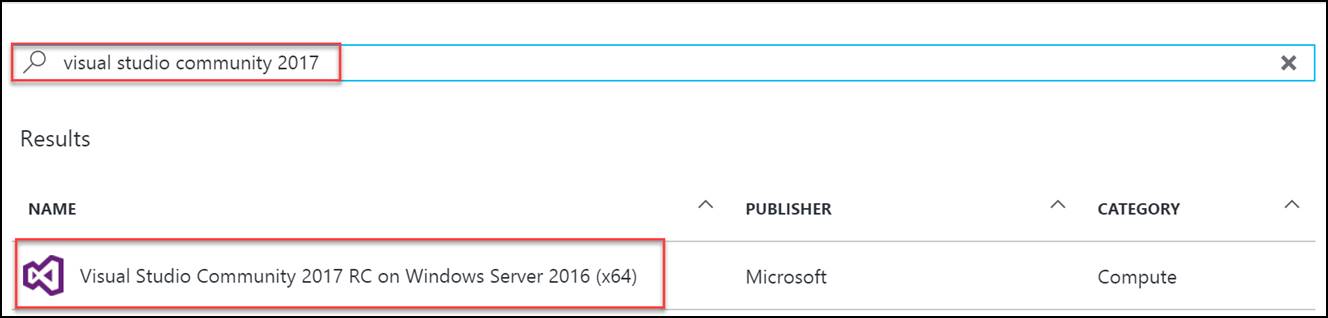 visual studio community 2017
Results
NAME PUBLISHER CATEGORY
Visual Studio Community 2017 RC on Windows Server 2016 (x64) Microsoft Compute